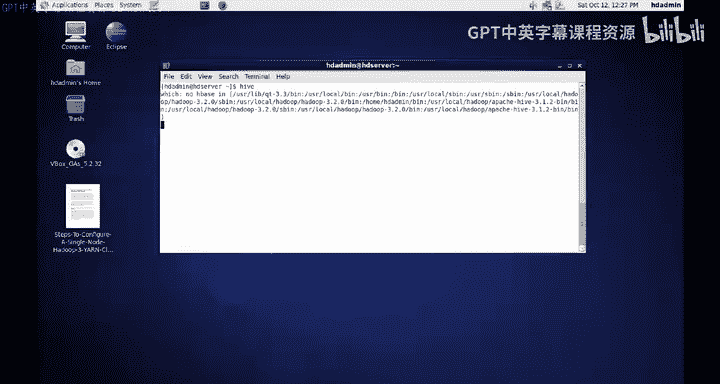 GPT中
Applications Places System
Sat Oct 12, 12:27 PM hdadmin
GPT中英字幕课程资源 bilibili
Computer
Eclipse
hdadmin's Home
Trash
VBox_GAs_5.2.32
Steps-To-Configure-
A-Single-Node-
Hadoop-3-YARN-Cl...
hdadmin@hdserver:~
File Edit View Search Terminal Help
[hdadmin@hdserver ~]$ hive
which: no hbase in (/usr/lib/qt-3.3/bin:/usr/local/bin:/usr/bin:/bin:/usr/local/sbin:/usr/sbin:/sbin:/usr/local/hado
op/hadoop-3.2.0/sbin:/usr/local/hadoop/hadoop-3.2.0/bin:/home/hdadmin/bin:/usr/local/hadoop/apache-hive-3.1.2-bin/bi
n:/usr/local/hadoop/hadoop-3.2.0/sbin:/usr/local/hadoop/hadoop-3.2.0/bin:/usr/local/hadoop/apache-hive-3.1.2-bin/bin
)